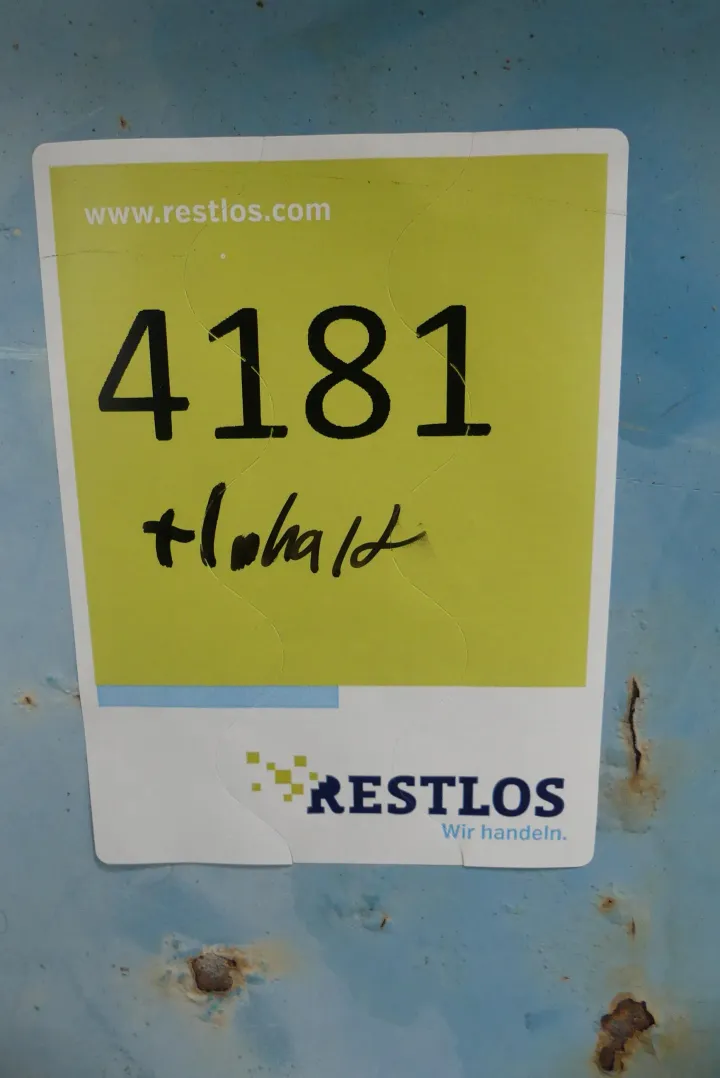 www.restlos.com
4181
+Inhalt
RESTLOS
Wir handeln.